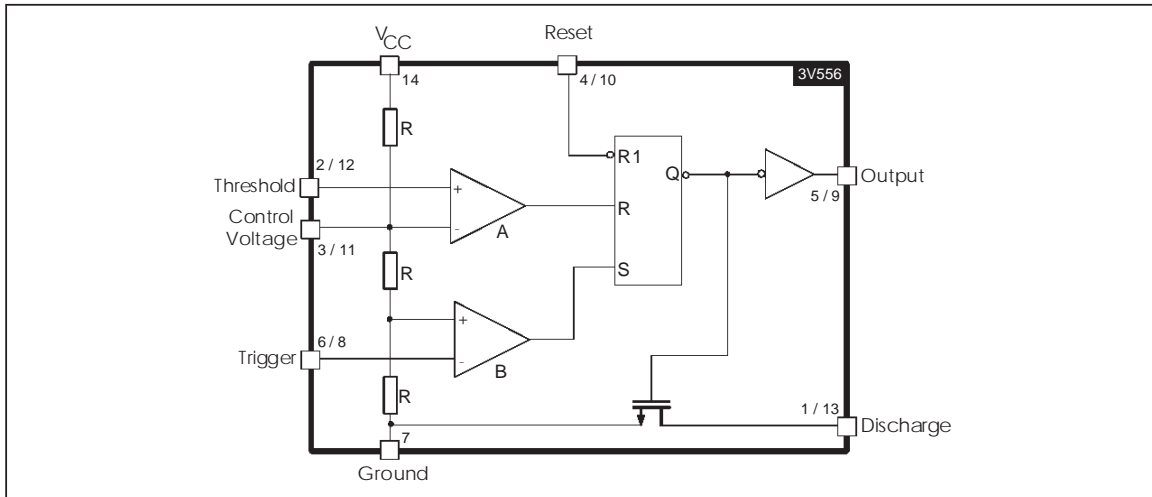 VCC
Reset
14
4 / 10
3V556
R
2 / 12
R1
Threshold
+
Q
Output
5 / 9
Control
Voltage
-
A
R
3 / 11
R
S
+
6 / 8
Trigger
-
B
R
1 / 13
Discharge
7
Ground